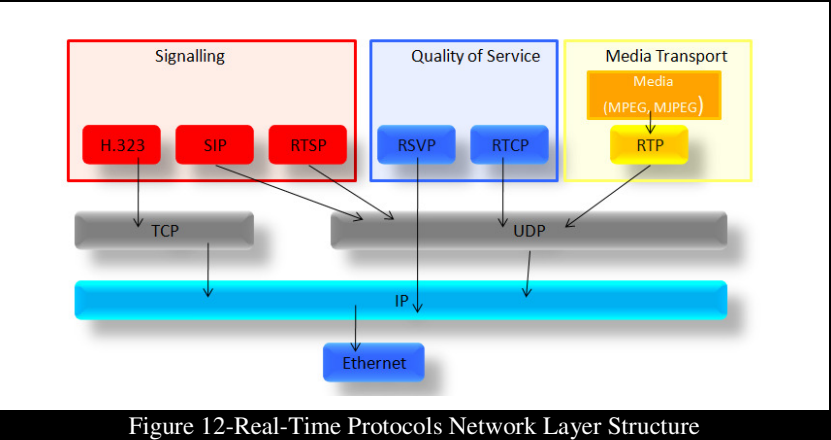 Signalling
Quality of Service
Media Transport
Media
(MPEG, MJPEG)
H.323
SIP
RTSP
RSVP
RTCP
RTP
TCP
UDP
IP
Ethernet
Figure 12-Real-Time Protocols Network Layer Structure